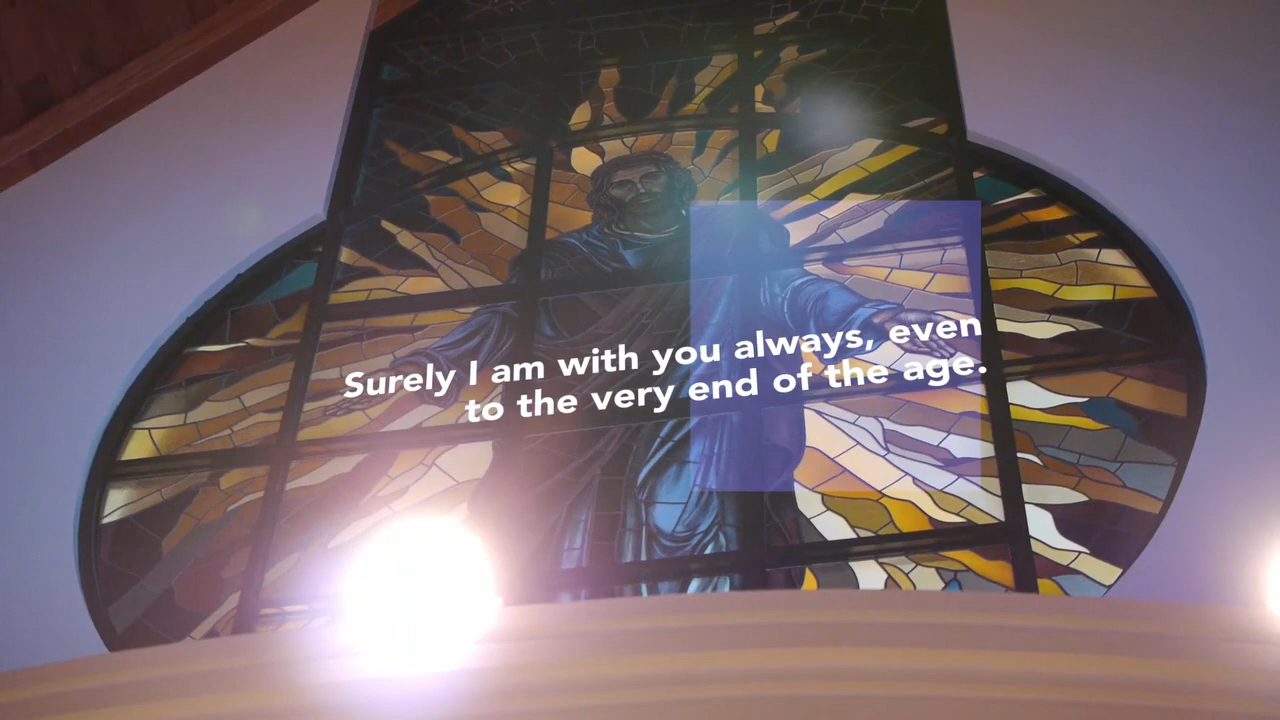 Surely I am with you always, even
to the very end of the age.